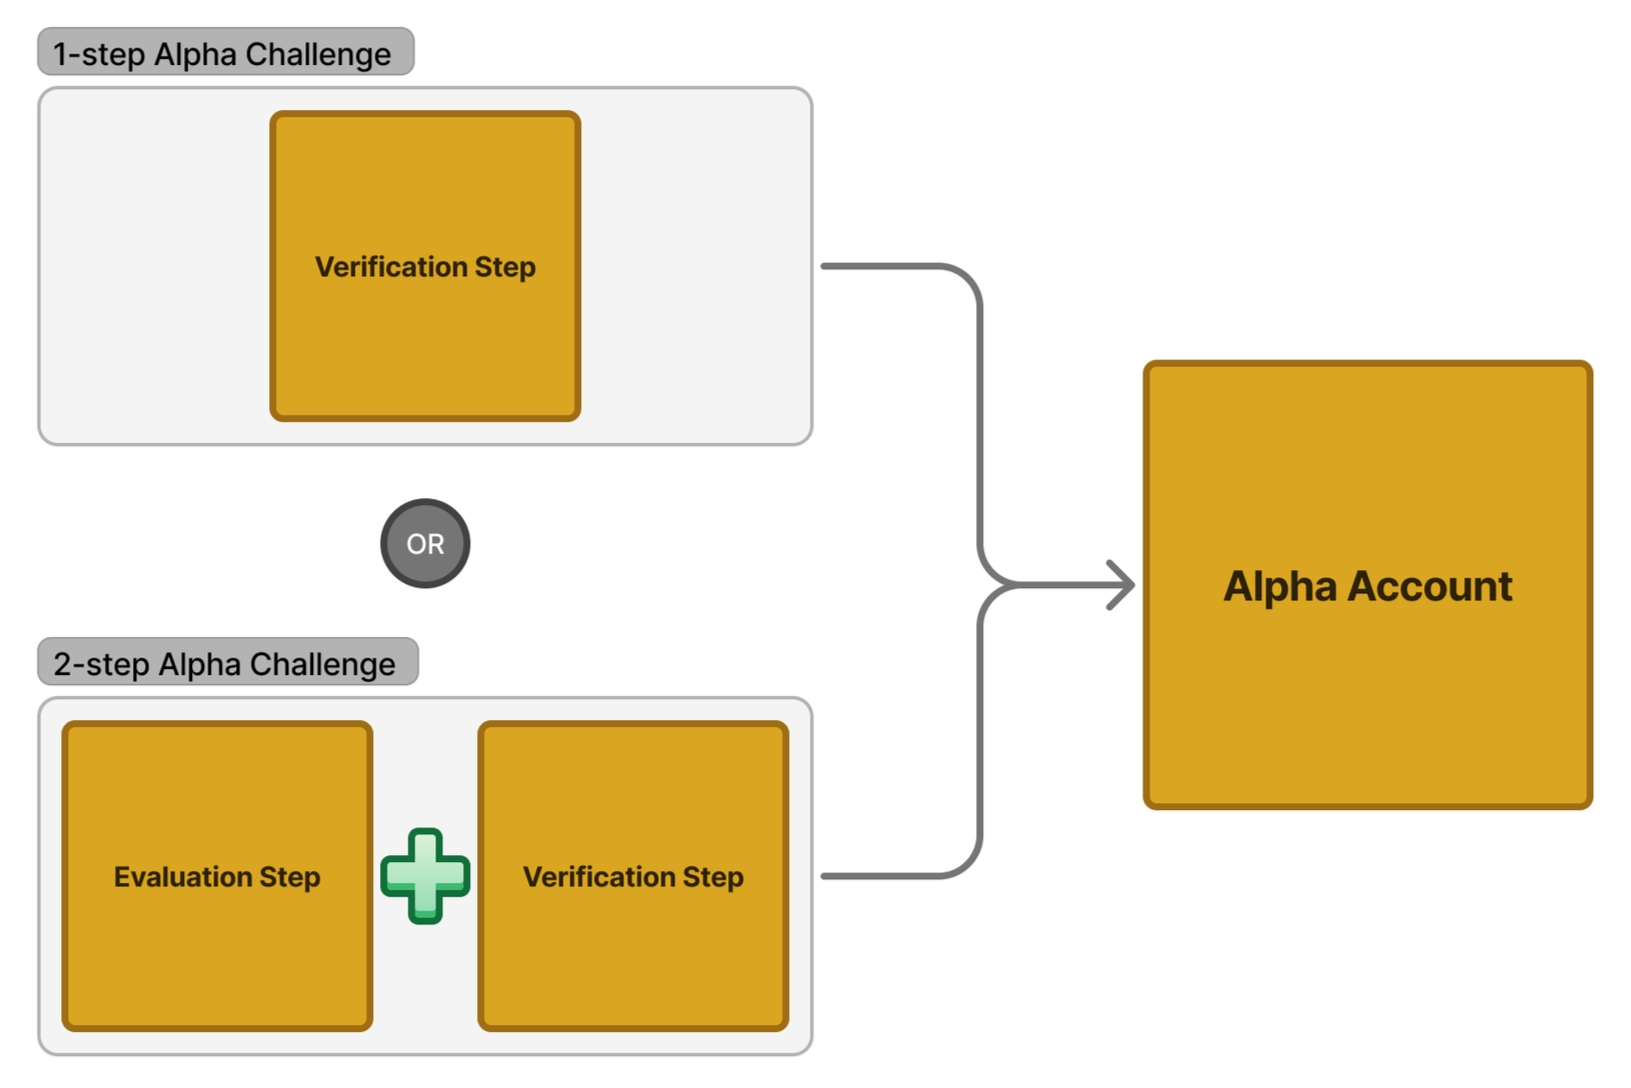 1-step Alpha Challenge
Verification Step
OR
2-step Alpha Challenge
Evaluation Step
Verification Step
Alpha Account